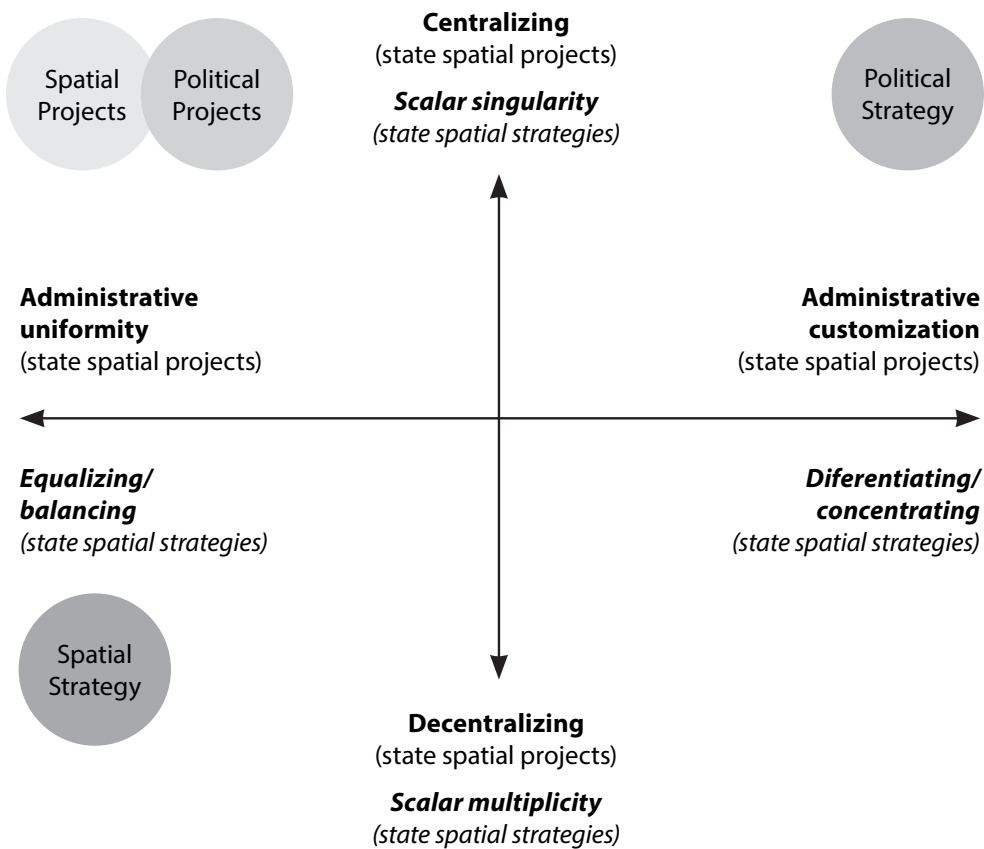 Centralizing
(state spatial projects)
Scalar singularity
(state spatial strategies)
Spatial
Projects
Political
Projects
Political
Strategy
Administrative
uniformity
(state spatial projects)
Administrative
customization
(state spatial projects)
Equalizing/
balancing
(state spatial strategies)
Diferentiating/
concentrating
(state spatial strategies)
Spatial
Strategy
Decentralizing
(state spatial projects)
Scalar multiplicity
(state spatial strategies)